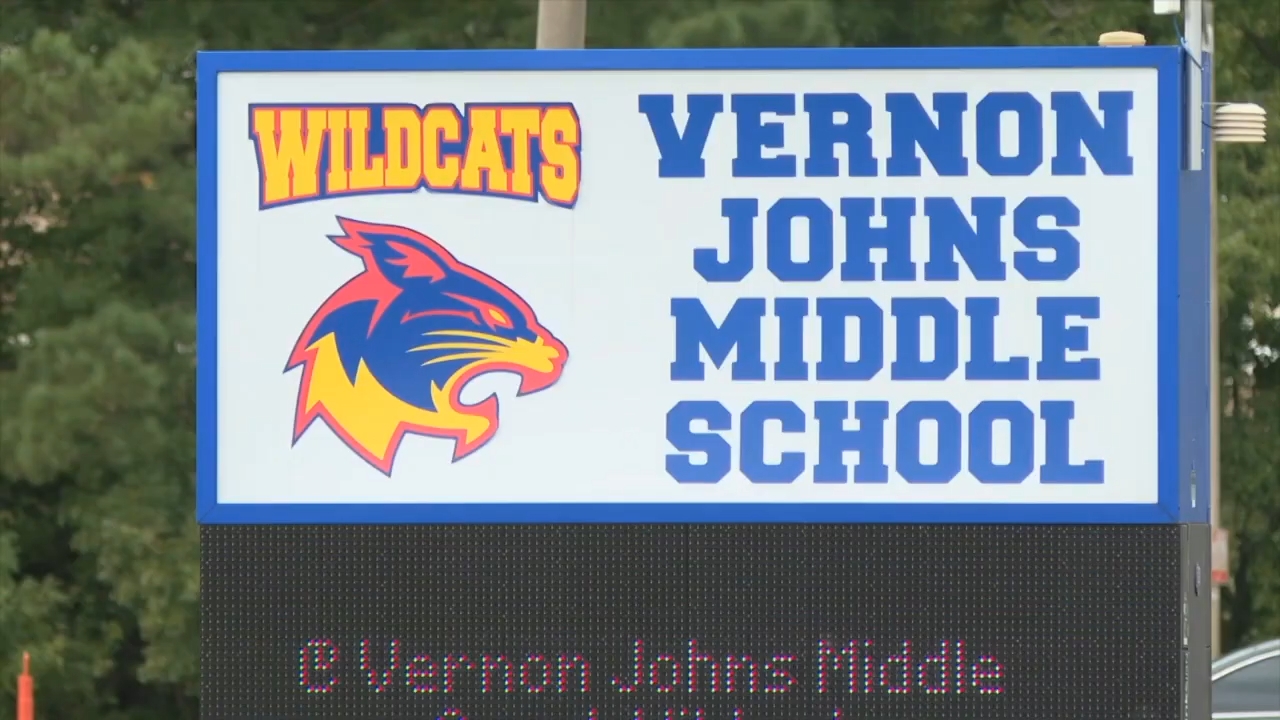 WILDCATS
VERNON
JOHNS
MIDDLE
SCHOOL
@ Vernon Johns Middle